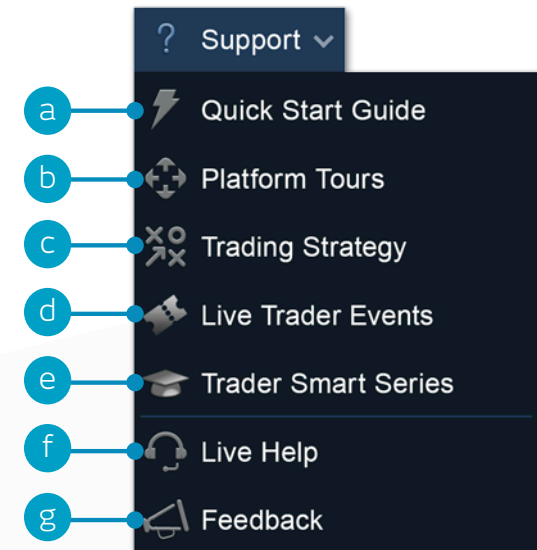 ? Support
a Quick Start Guide
b Platform Tours
c Trading Strategy
d Live Trader Events
e Trader Smart Series
f Live Help
g Feedback